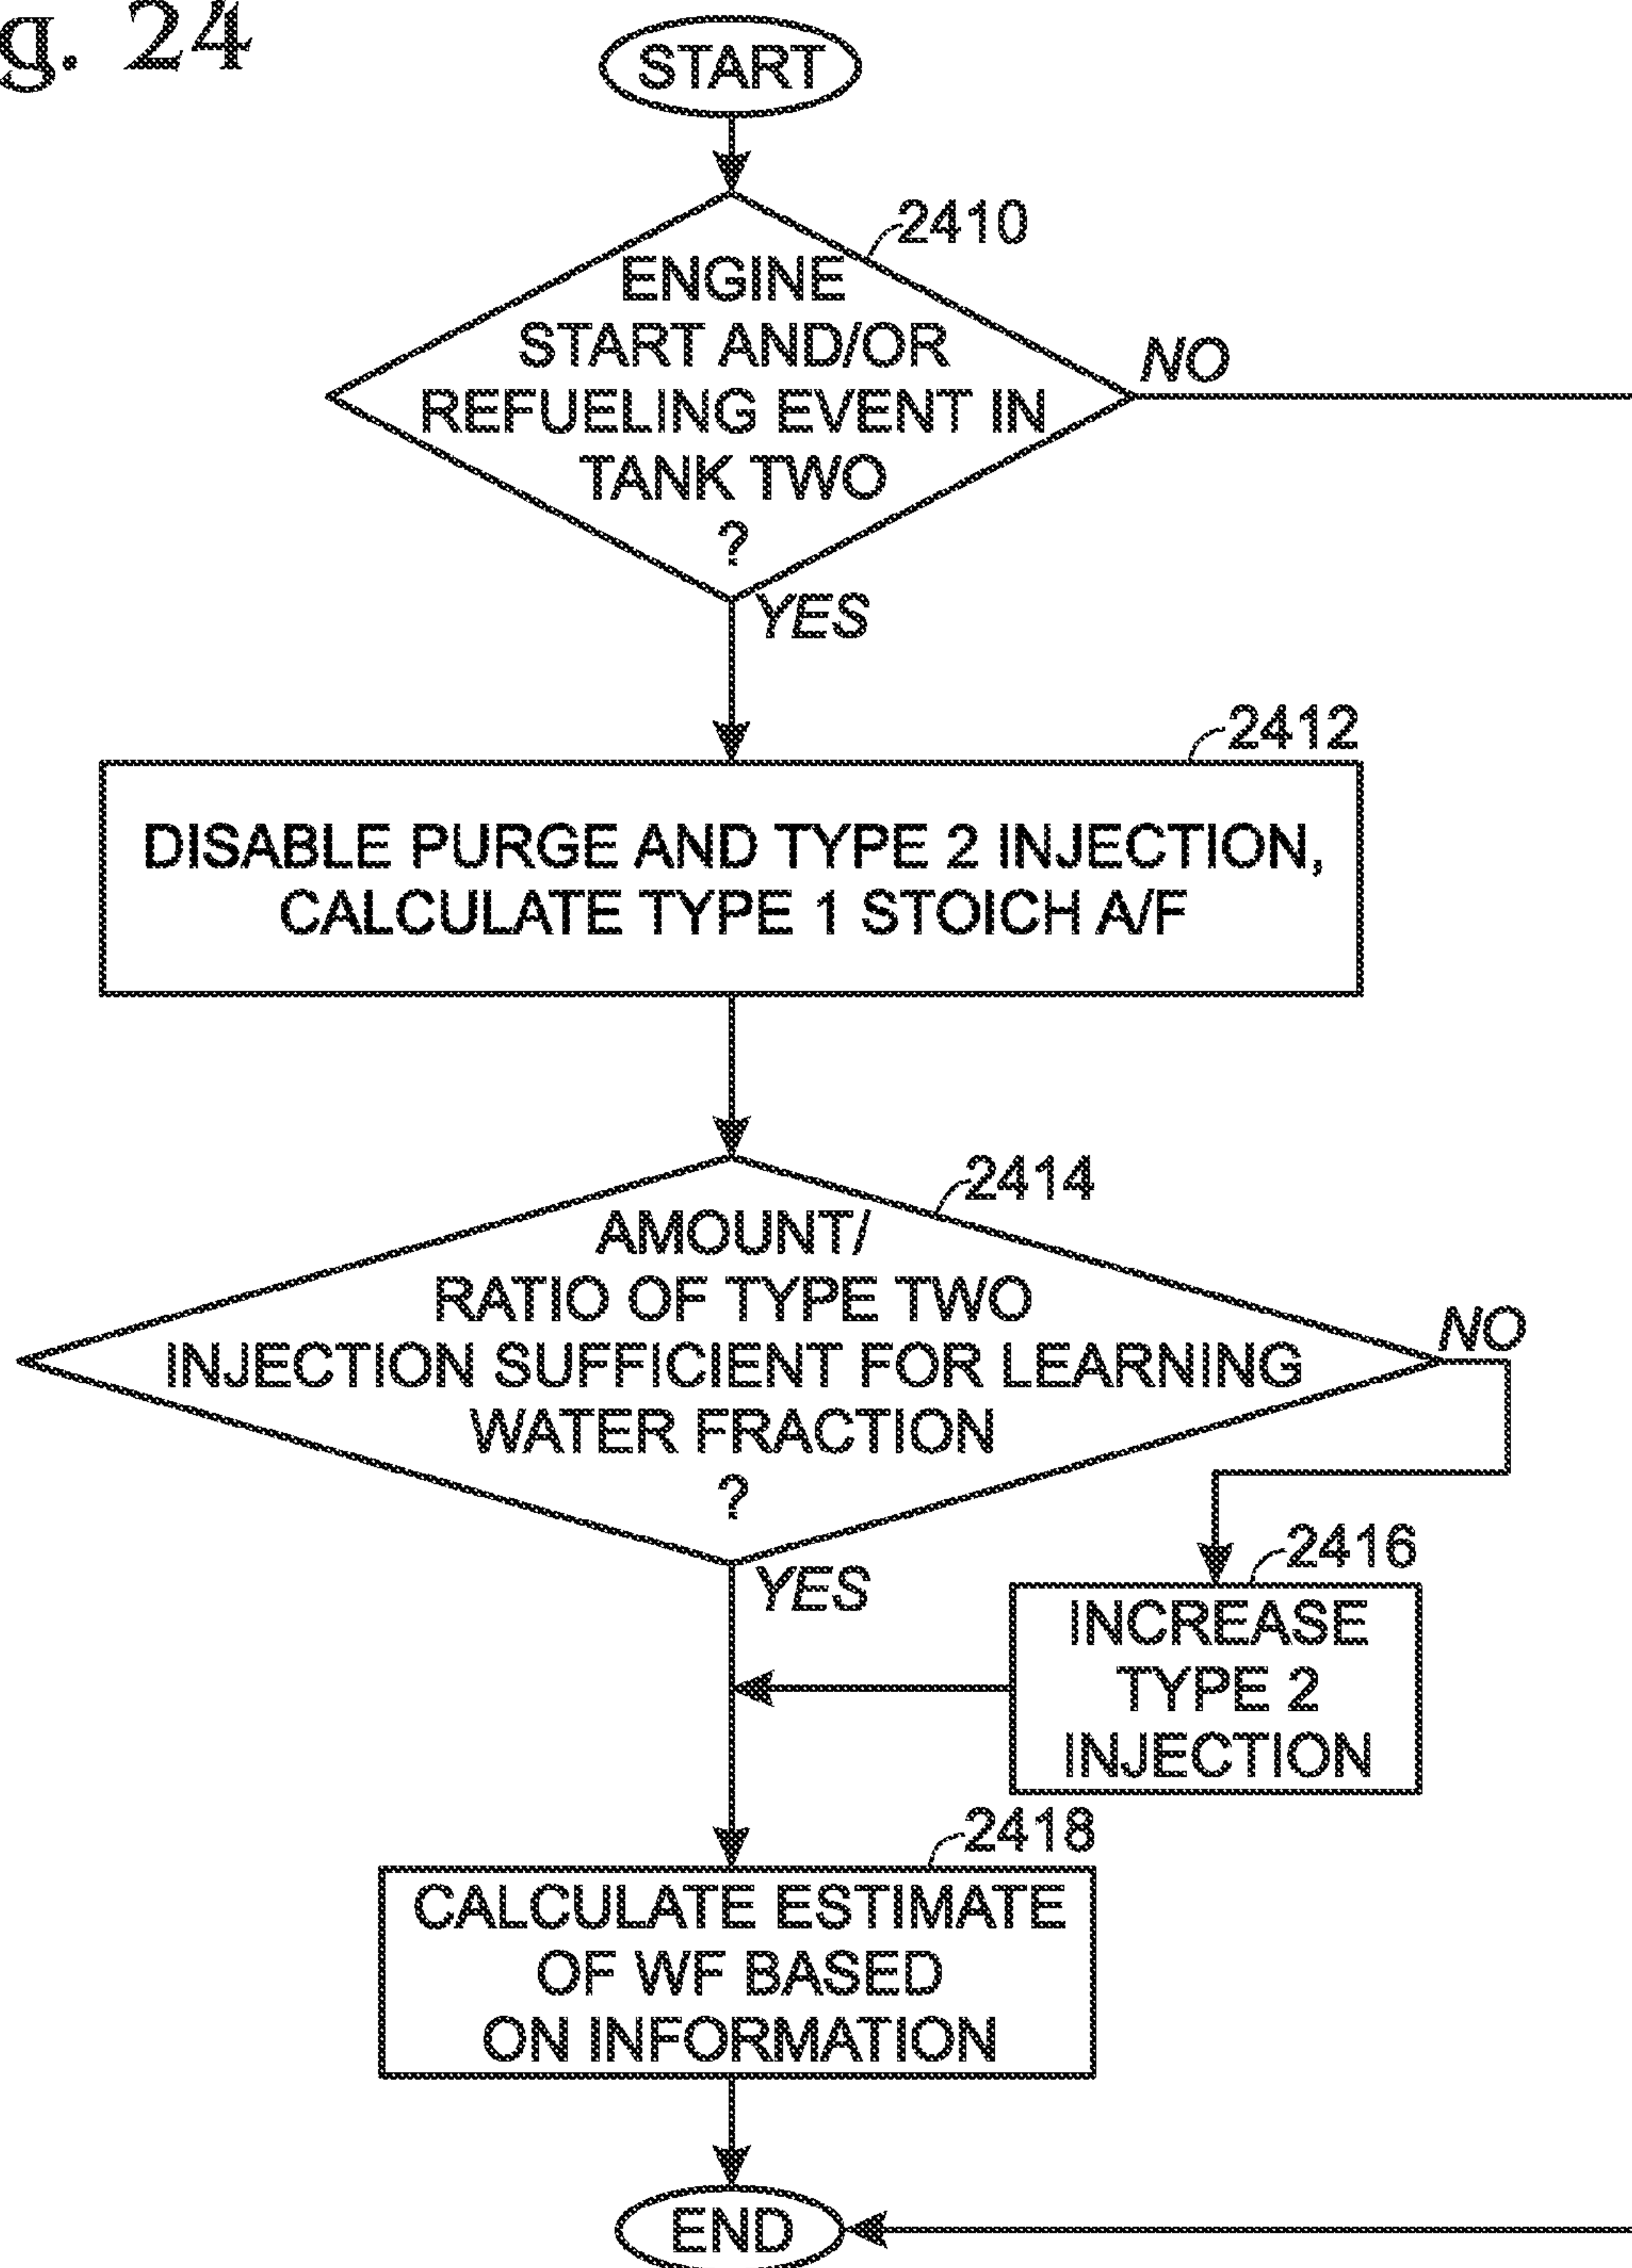 g. 24
START
2410
ENGINE
START AND/OR
REFUELING EVENT IN
TANK TWO
?
NO
YES
2412
DISABLE PURGE AND TYPE 2 INJECTION,
CALCULATE TYPE 1 STOICH A/F
2414
AMOUNT/
RATIO OF TYPE TWO
INJECTION SUFFICIENT FOR LEARNING
WATER FRACTION
?
NO
YES
2416
INCREASE
TYPE 2
INJECTION
2418
CALCULATE ESTIMATE
OF WF BASED
ON INFORMATION
END